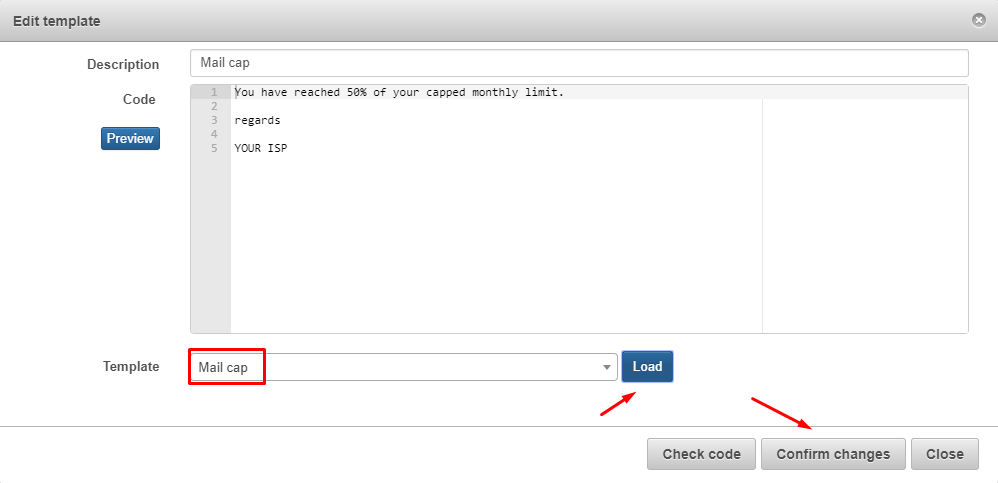 Edit template
Description
Mail cap
Code
Preview
1 You have reached 50% of your capped monthly limit.
2
3 regards
4
5 YOUR ISP
Template
Mail cap
Load
Check code
Confirm changes
Close